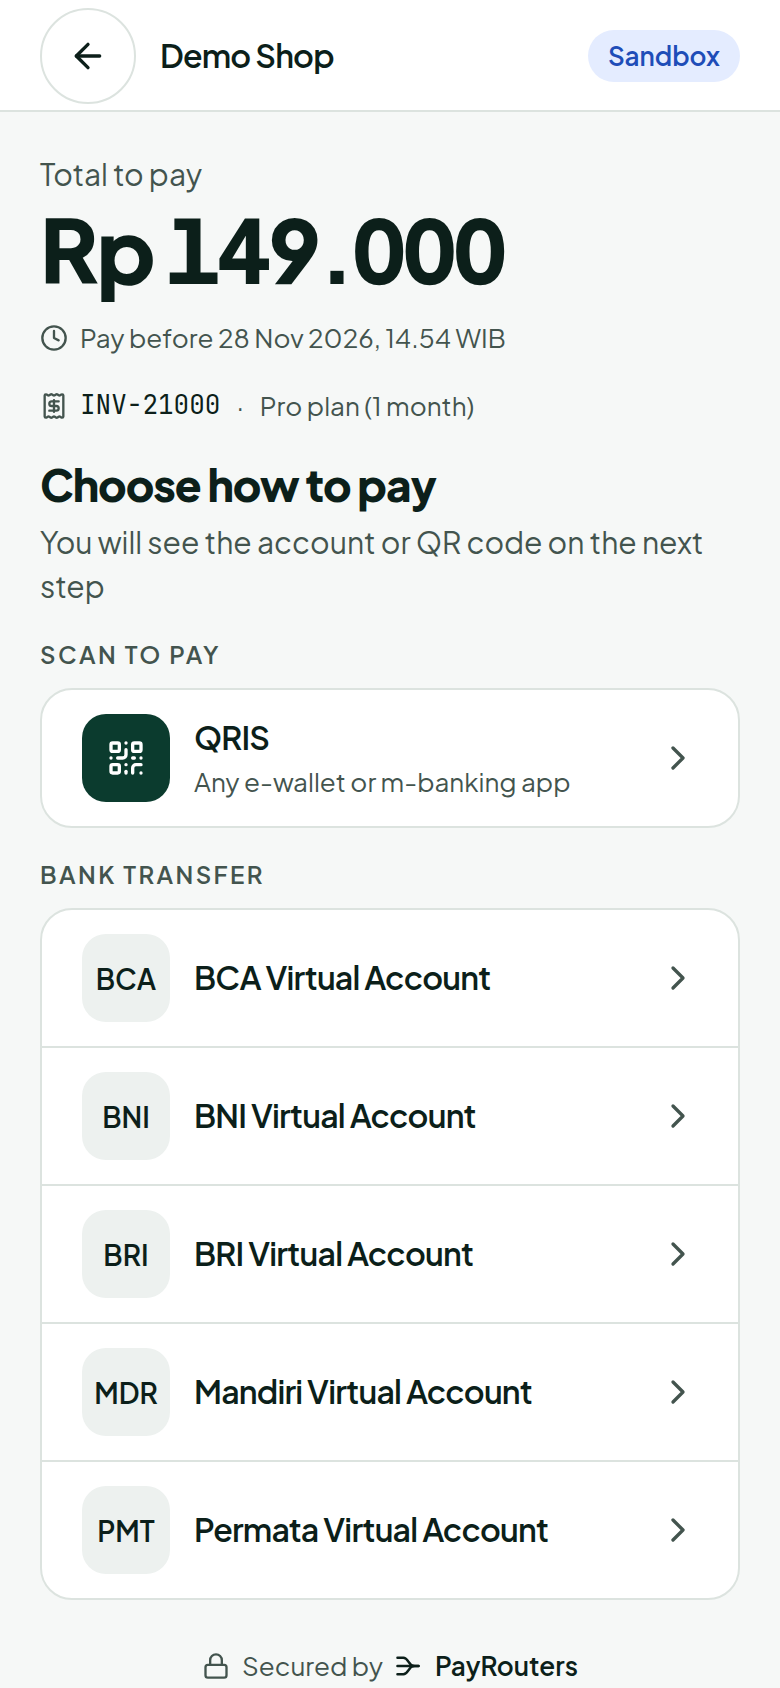 Demo Shop
Sandbox
Total to pay
Rp 149.000
Pay before 28 Nov 2026, 14.54 WIB
INV-21000 · Pro plan (1 month)
Choose how to pay
You will see the account or QR code on the next
step
SCAN TO PAY
QRIS
Any e-wallet or m-banking app
BANK TRANSFER
BCA BCA Virtual Account
BNI BNI Virtual Account
BRI BRI Virtual Account
MDR Mandiri Virtual Account
PMT Permata Virtual Account
Secured by PayRouters